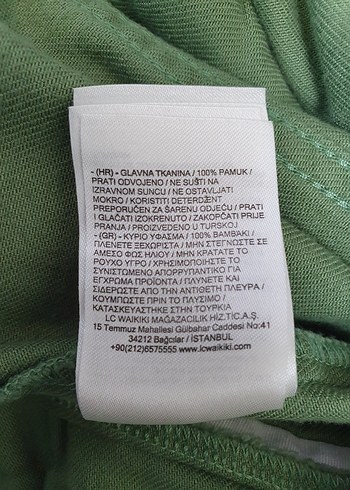 - (HR) - GLAVNA TKANINA / 100% PAMUK /
PRATI ODVOJENO / NE SUŠTI NA
IZRAVNOM SUNCU / NE OSTAVLJATI
MOKRO / KORISTITI DETERDŽENT
PREPORUČEN ZA ŠARENU ODJEĆU / PRATI
I GLAČATI IZOKRENUTO / ZAKOPČATI PRIJE
PRANJA / PROIZVEDENO U TURSKOJ
- (GR) - ΚΥΡΙΟ ΥΦΑΣΜΑ / 100% ΒΑΜΒΑΚΙ /
ΠΛΕΝΕΤΕ ΞΕΧΩΡΙΣΤΑ / ΜΗΝ ΣΤΕΓΝΩΣΤΕ ΣΕ
ΑΜΕΣΟ ΦΩΣ ΗΛΙΟΥ / ΜΗΝ ΚΡΑΤΑΤΕ ΤΟ
ΡΟΥΧΟ ΥΓΡΟ / ΧΡΗΣΙΜΟΠΟΙΗΣΤΕ ΤΟ
ΣΥΝΙΣΤΩΜΕΝΟ ΑΠΟΡΡΥΠΑΝΤΙΚΟ ΓΙΑ
ΕΓΧΡΩΜΑ ΠΡΟΪΟΝΤΑ / ΠΛΥΝΕΤΕ ΚΑΙ
ΣΙΔΕΡΩΣΤΕ ΑΠΟ ΤΗΝ ΑΝΤΙΘΕΤΗ ΠΛΕΥΡΑ /
ΚΟΥΜΠΩΣΤΕ ΠΡΙΝ ΤΟ ΠΛΥΣΙΜΟ /
ΚΑΤΑΣΚΕΥΑΣΤΗΚΕ ΣΤΗΝ ΤΟΥΡΚΙΑ
LC WAIKIKI MAĞAZACILIK HİZ.TİC.A.Ş.
15 Temmuz Mahallesi Gülbahar Caddesi No:41
34212 Bağcılar / İSTANBUL
+90(212)6575555 www.lcwaikiki.com